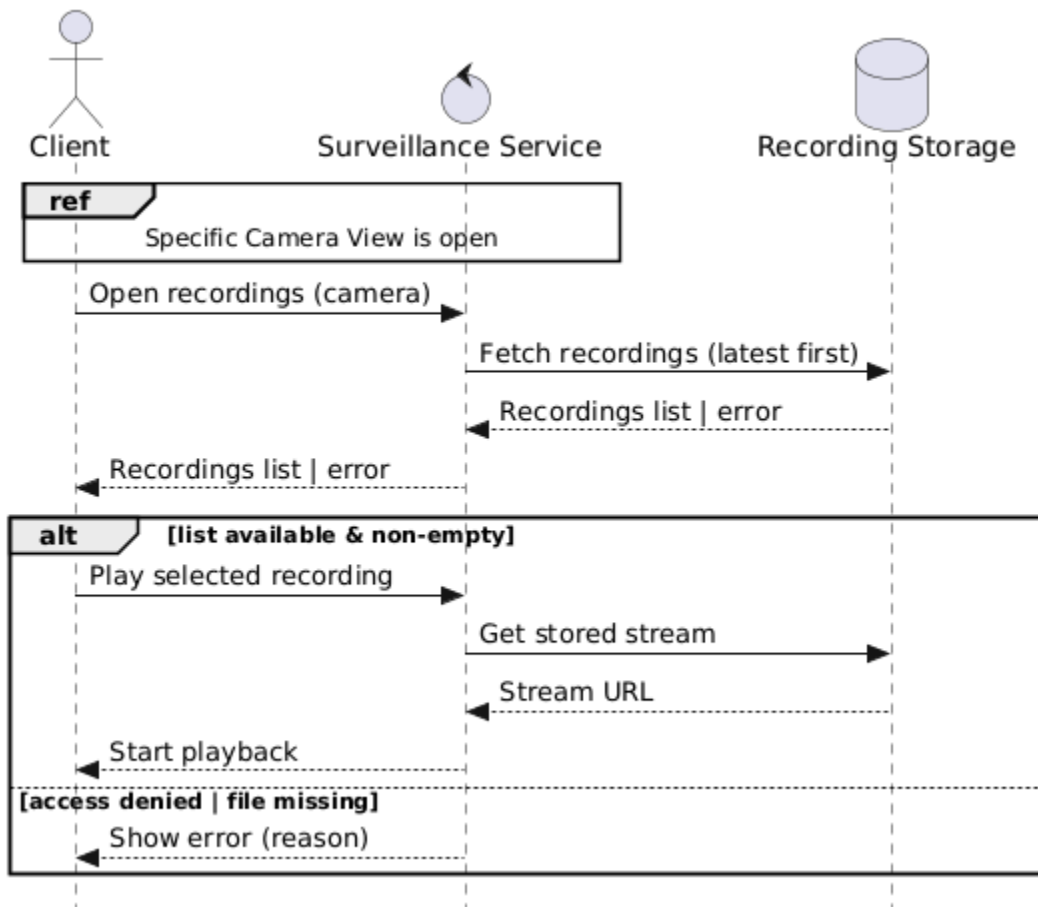 Client
Surveillance Service
Recording Storage
ref
Specific Camera View is open
Open recordings (camera)
Fetch recordings (latest first)
Recordings list | error
Recordings list | error
alt [list available & non-empty]
Play selected recording
Get stored stream
Stream URL
Start playback
[access denied | file missing]
Show error (reason)